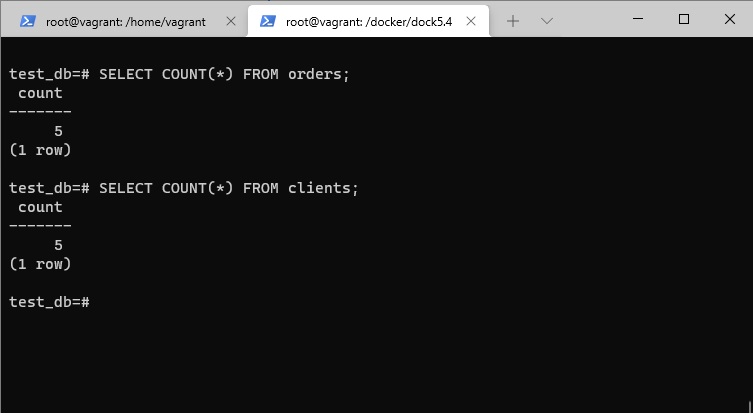 root@vagrant: /home/vagrant
root@vagrant: /docker/dock5.4
test_db=# SELECT COUNT(*) FROM orders;
 count
-------
     5
(1 row)

test_db=# SELECT COUNT(*) FROM clients;
 count
-------
     5
(1 row)

test_db=#